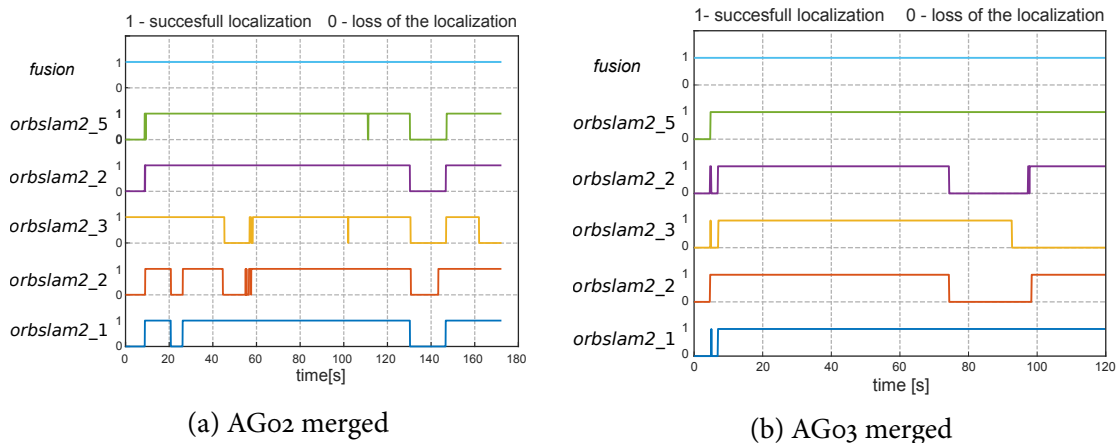 1 - succesfull localization 0 - loss of the localization
fusion
1
0
orbslam2_5
1
0
orbslam2_2
1
0
orbslam2_3
1
0
orbslam2_2
1
0
orbslam2_1
1
0
0 20 40 60 80 100 120 140 160 180
time[s]
(a) AG02 merged
1- succesfull localization 0 - loss of the localization
fusion
1
0
orbslam2_5
1
0
orbslam2_2
1
0
orbslam2_3
1
0
orbslam2_2
1
0
orbslam2_1
1
0
0 20 40 60 80 100 120
time [s]
(b) AG03 merged